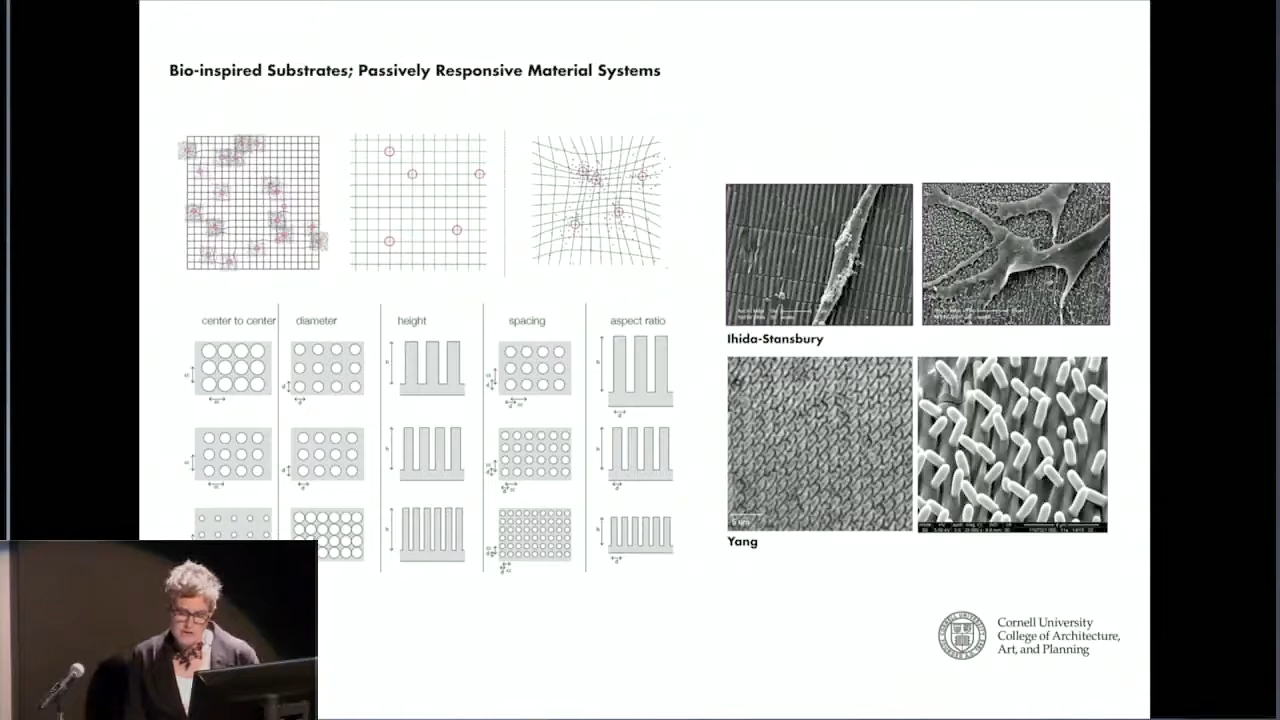 Bio-inspired Substrates; Passively Responsive Material Systems
center to center
diameter
height
spacing
aspect ratio
Ihida-Stansbury
Yang
Cornell University
College of Architecture,
Art, and Planning